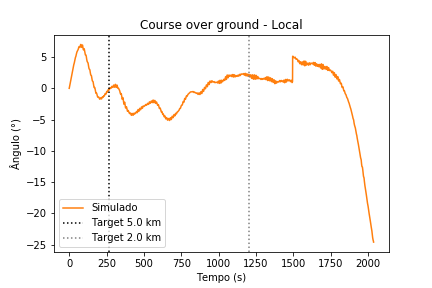 Course over ground - Local
Ângulo (°)
5
0
−5
−10
−15
−20
−25
Simulado
Target 5.0 km
Target 2.0 km
0 250 500 750 1000 1250 1500 1750 2000
Tempo (s)